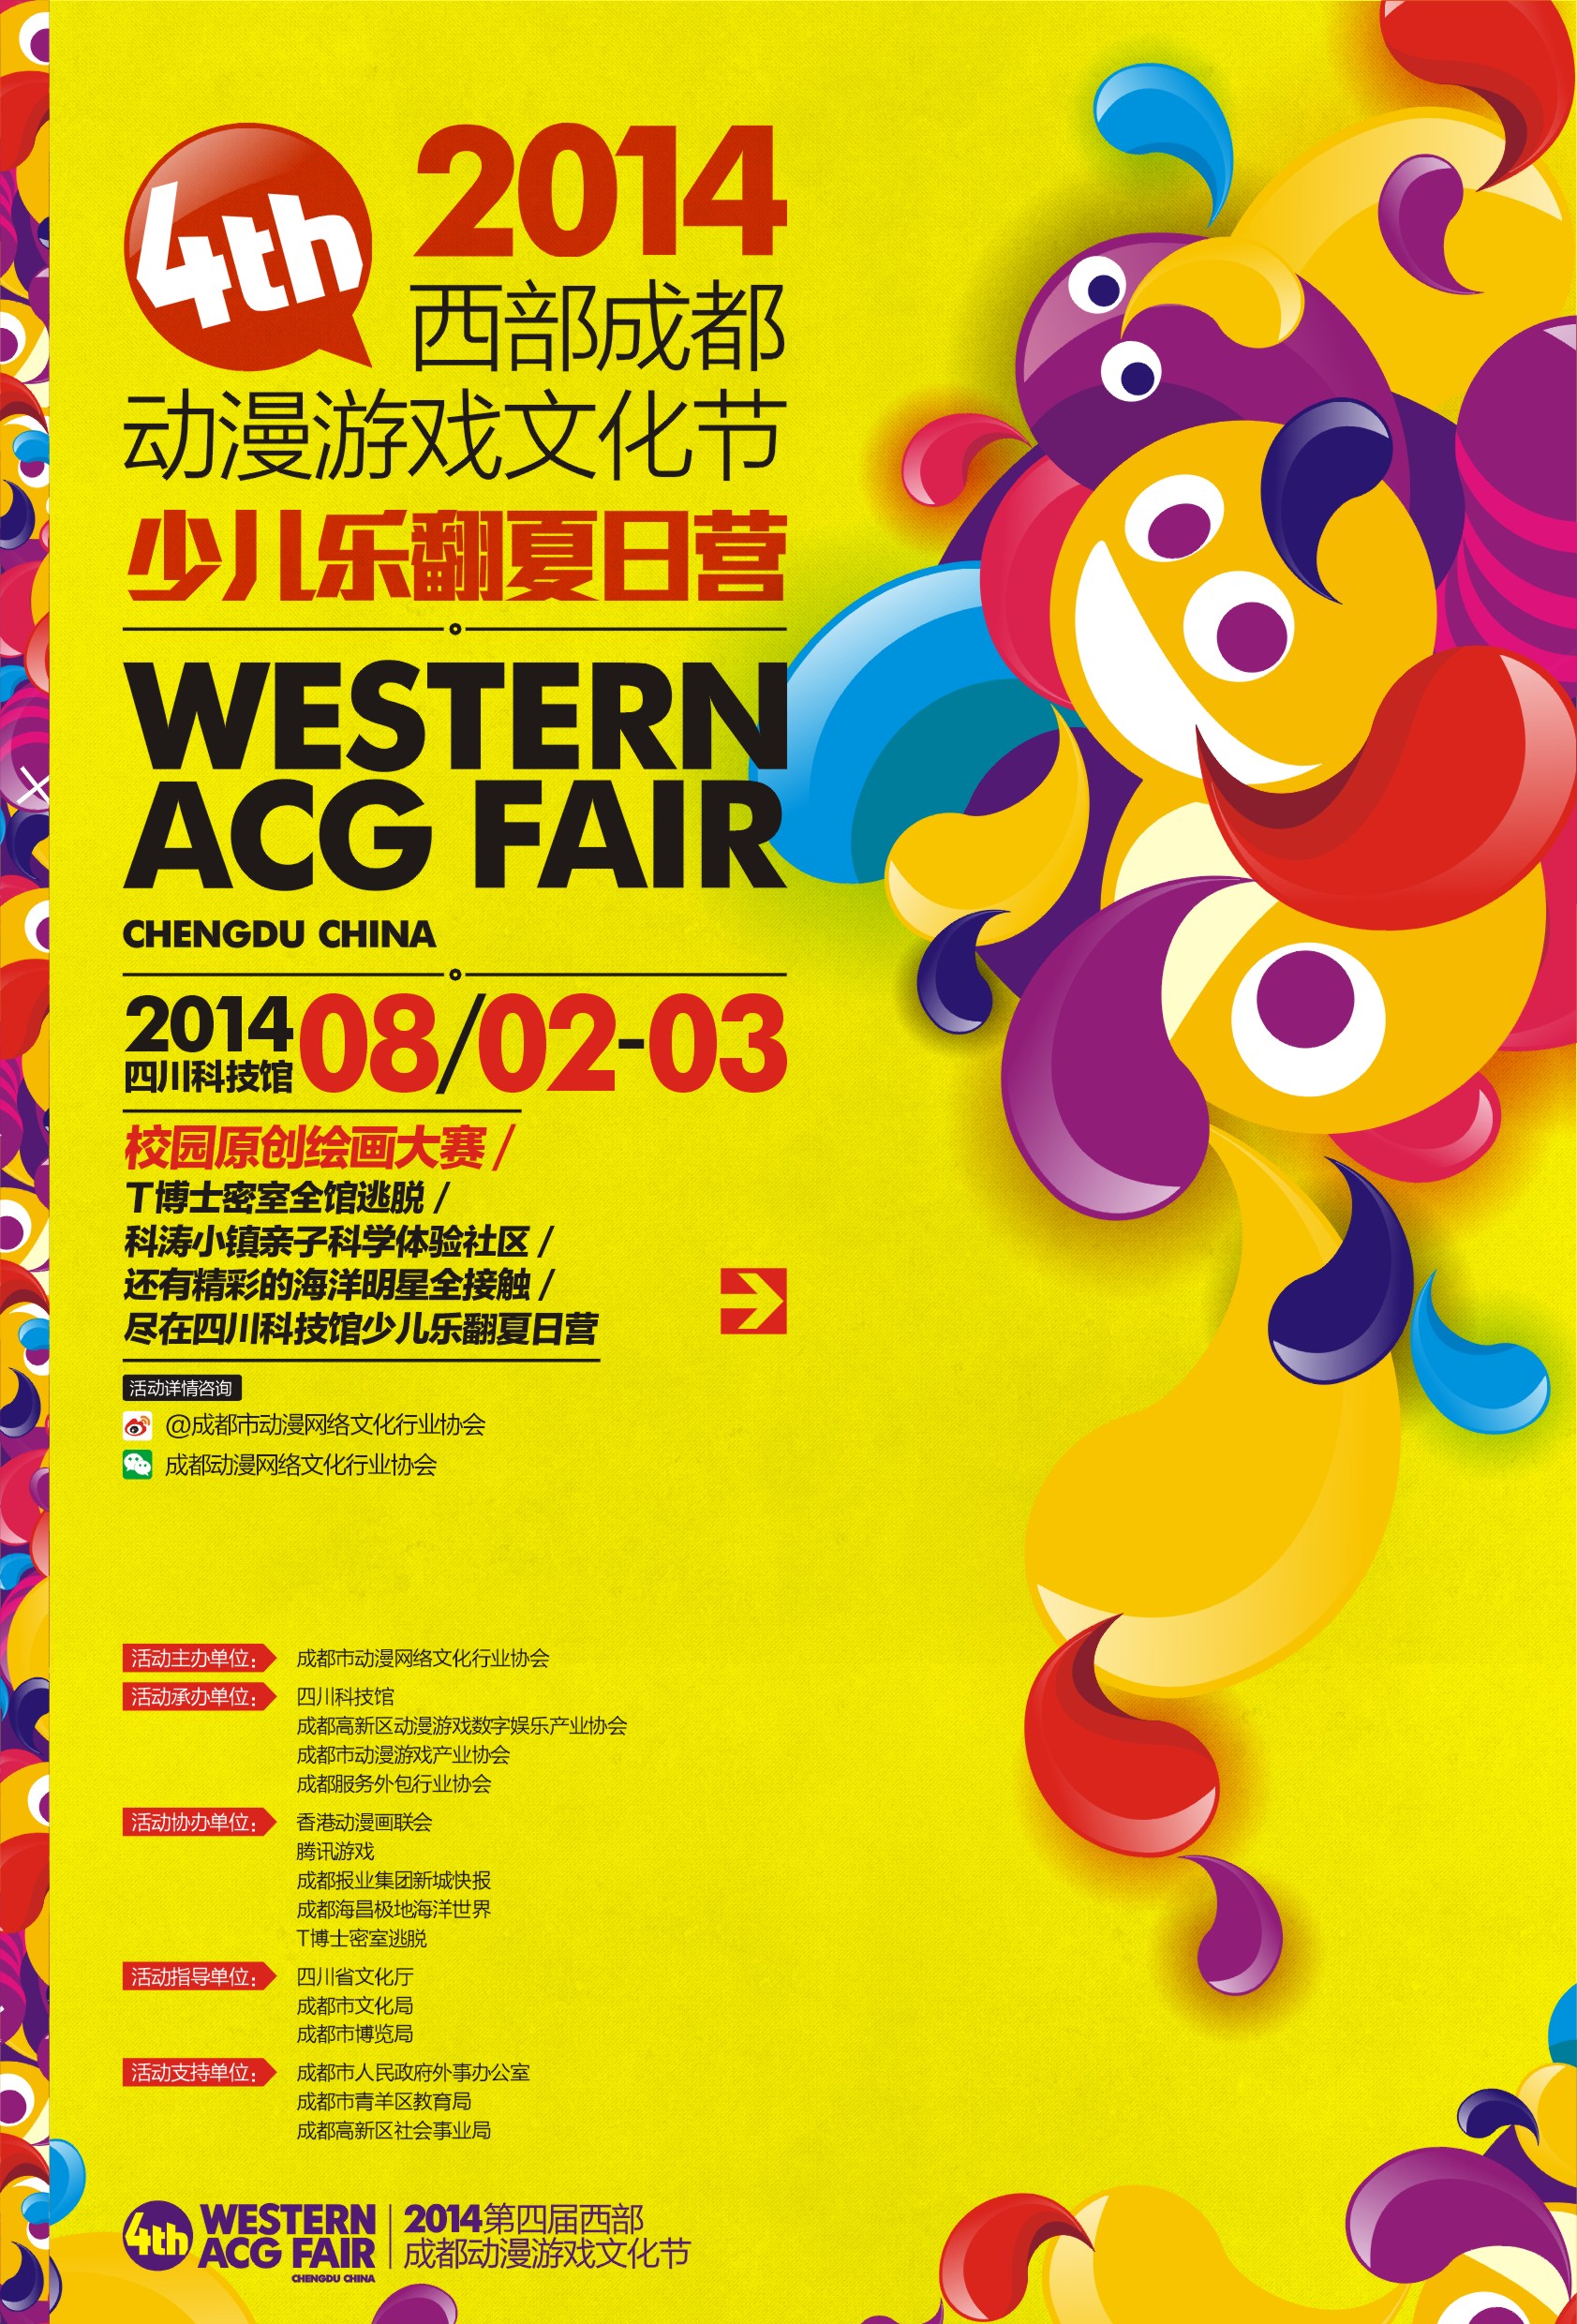 4th
2014
西部成都
动漫游戏文化节
少儿乐翻夏日营
WESTERN
ACG FAIR
CHENGDU CHINA
2014
四川科技馆
08/02-03
校园原创绘画大赛/
T博士密室全馆逃脱/
科涛小镇亲子科学体验社区/
还有精彩的海洋明星全接触/
尽在四川科技馆少儿乐翻夏日营
活动详情咨询
@成都市动漫网络文化行业协会
成都动漫网络文化行业协会
活动主办单位: 成都市动漫网络文化行业协会
活动承办单位: 四川科技馆
成都高新区动漫游戏数字娱乐产业协会
成都市动漫游戏产业协会
成都服务外包行业协会
活动协办单位: 香港动漫画联会
腾讯游戏
成都报业集团新城快报
成都海昌极地海洋世界
T博士密室逃脱
活动指导单位: 四川省文化厅
成都市文化局
成都市博览局
活动支持单位: 成都市人民政府外事办公室
成都市青羊区教育局
成都高新区社会事业局
4th
WESTERN
ACG FAIR
CHENGDU CHINA
2014第四届西部
成都动漫游戏文化节